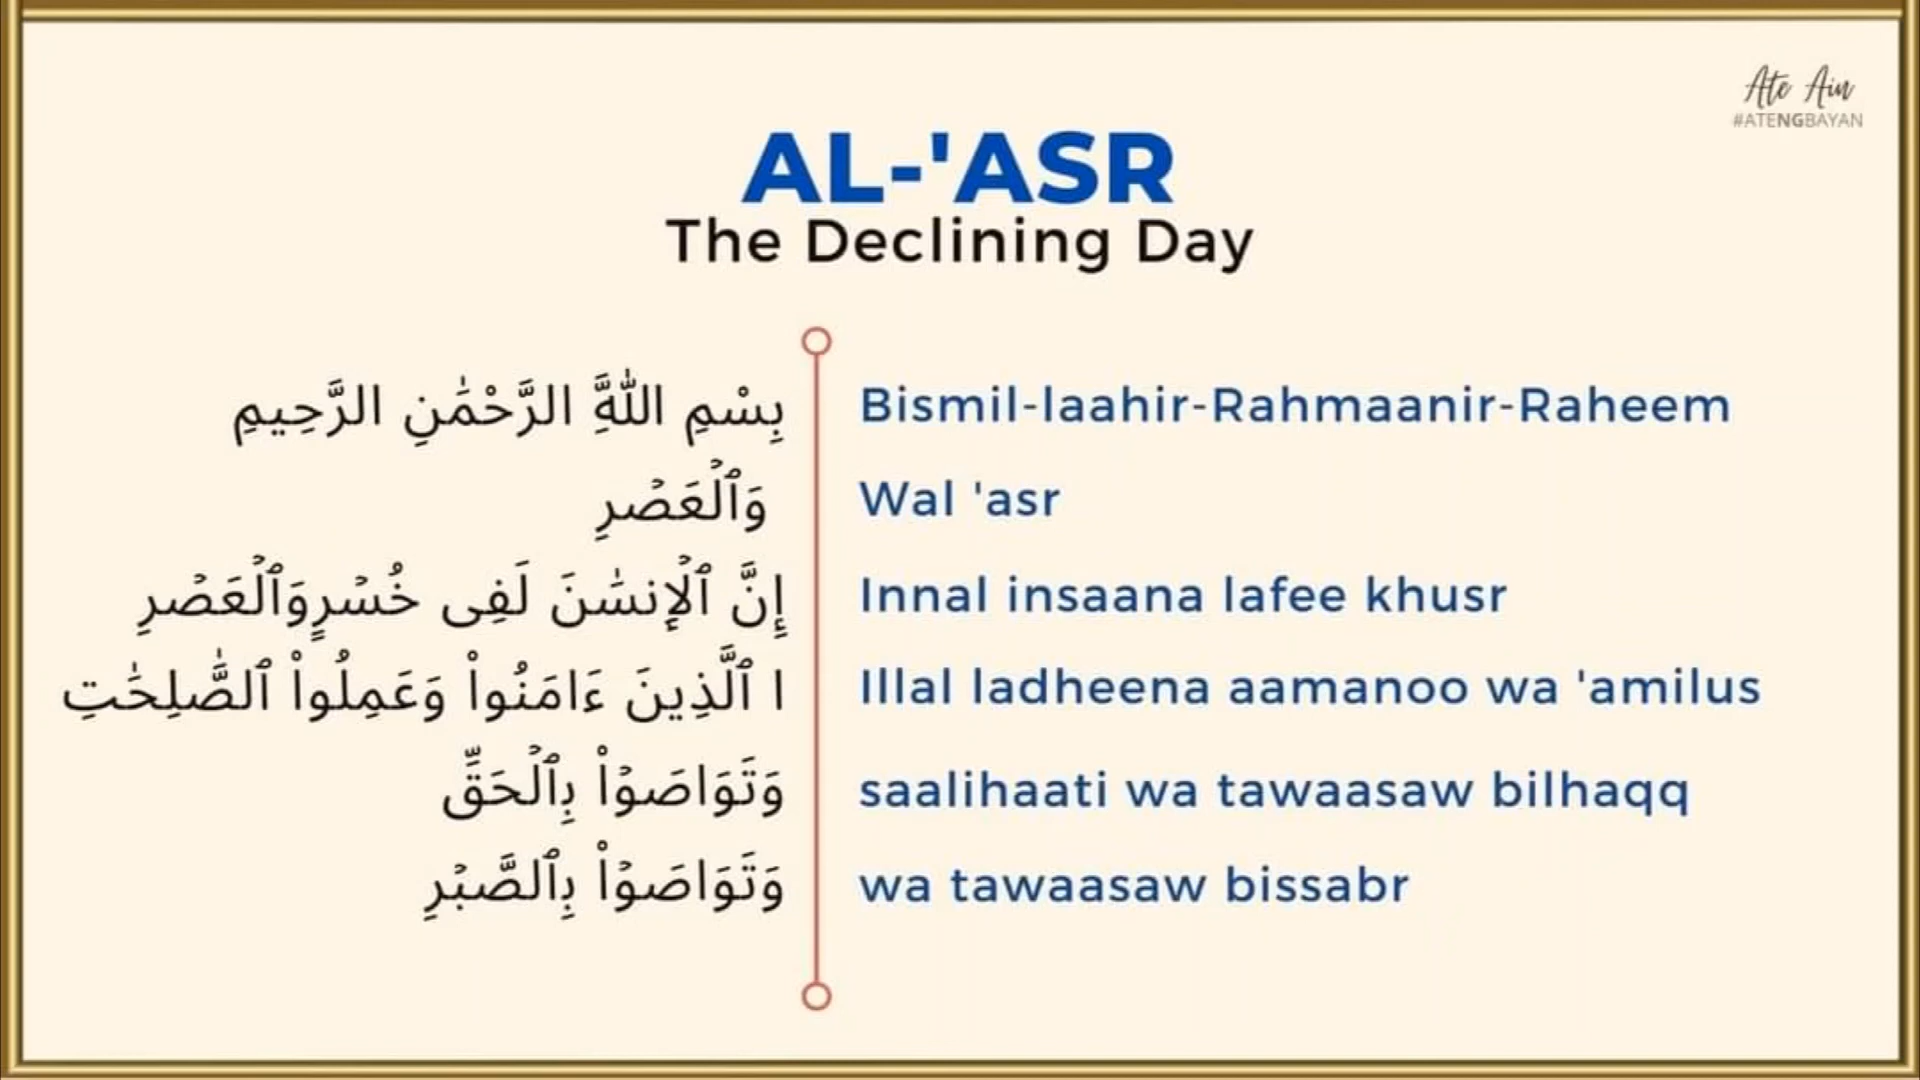 Ate Ain
#ATENGBAYAN
AL-'ASR
The Declining Day
بِسْمِ اللَّهِ الرَّحْمَٰنِ الرَّحِيمِ
Bismil-laahir-Rahmaanir-Raheem
وَٱلْعَصْرِ
Wal 'asr
إِنَّ ٱلْإِنسَٰنَ لَفِى خُسْرٍوَٱلْعَصْرِ
Innal insaana lafee khusr
ا ٱلَّذِينَ ءَامَنُوا۟ وَعَمِلُوا۟ ٱلصَّٰلِحَٰتِ
Illal ladheena aamanoo wa 'amilus
وَتَوَاصَوْا۟ بِٱلْحَقِّ
saalihaati wa tawaasaw bilhaqq
وَتَوَاصَوْا۟ بِٱلصَّبْرِ
wa tawaasaw bissabr